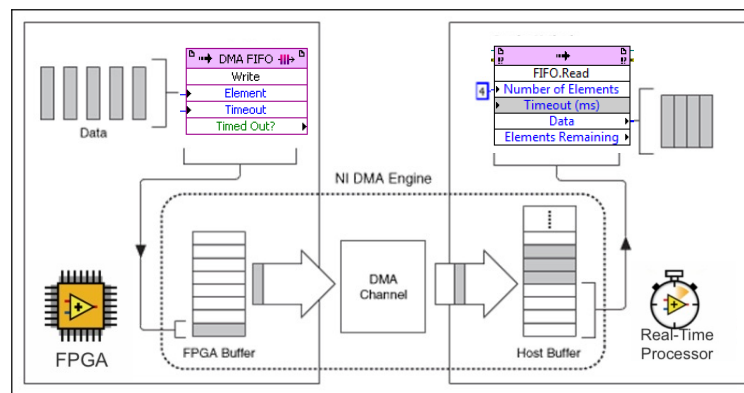 DMA FIFO
Write
Element
Timeout
Timed Out?
Data
FIFO.Read
Number of Elements
Timeout (ms)
Data
Elements Remaining
4
NI DMA Engine
DMA
Channel
FPGA Buffer
Host Buffer
FPGA
Real-Time
Processor